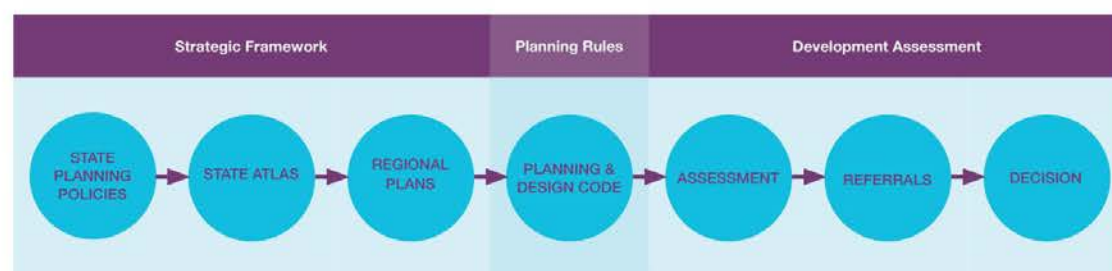 Strategic Framework
Planning Rules
Development Assessment
STATE
PLANNING
POLICIES
STATE ATLAS
REGIONAL
PLANS
PLANNING &
DESIGN CODE
ASSESSMENT
REFERRALS
DECISION